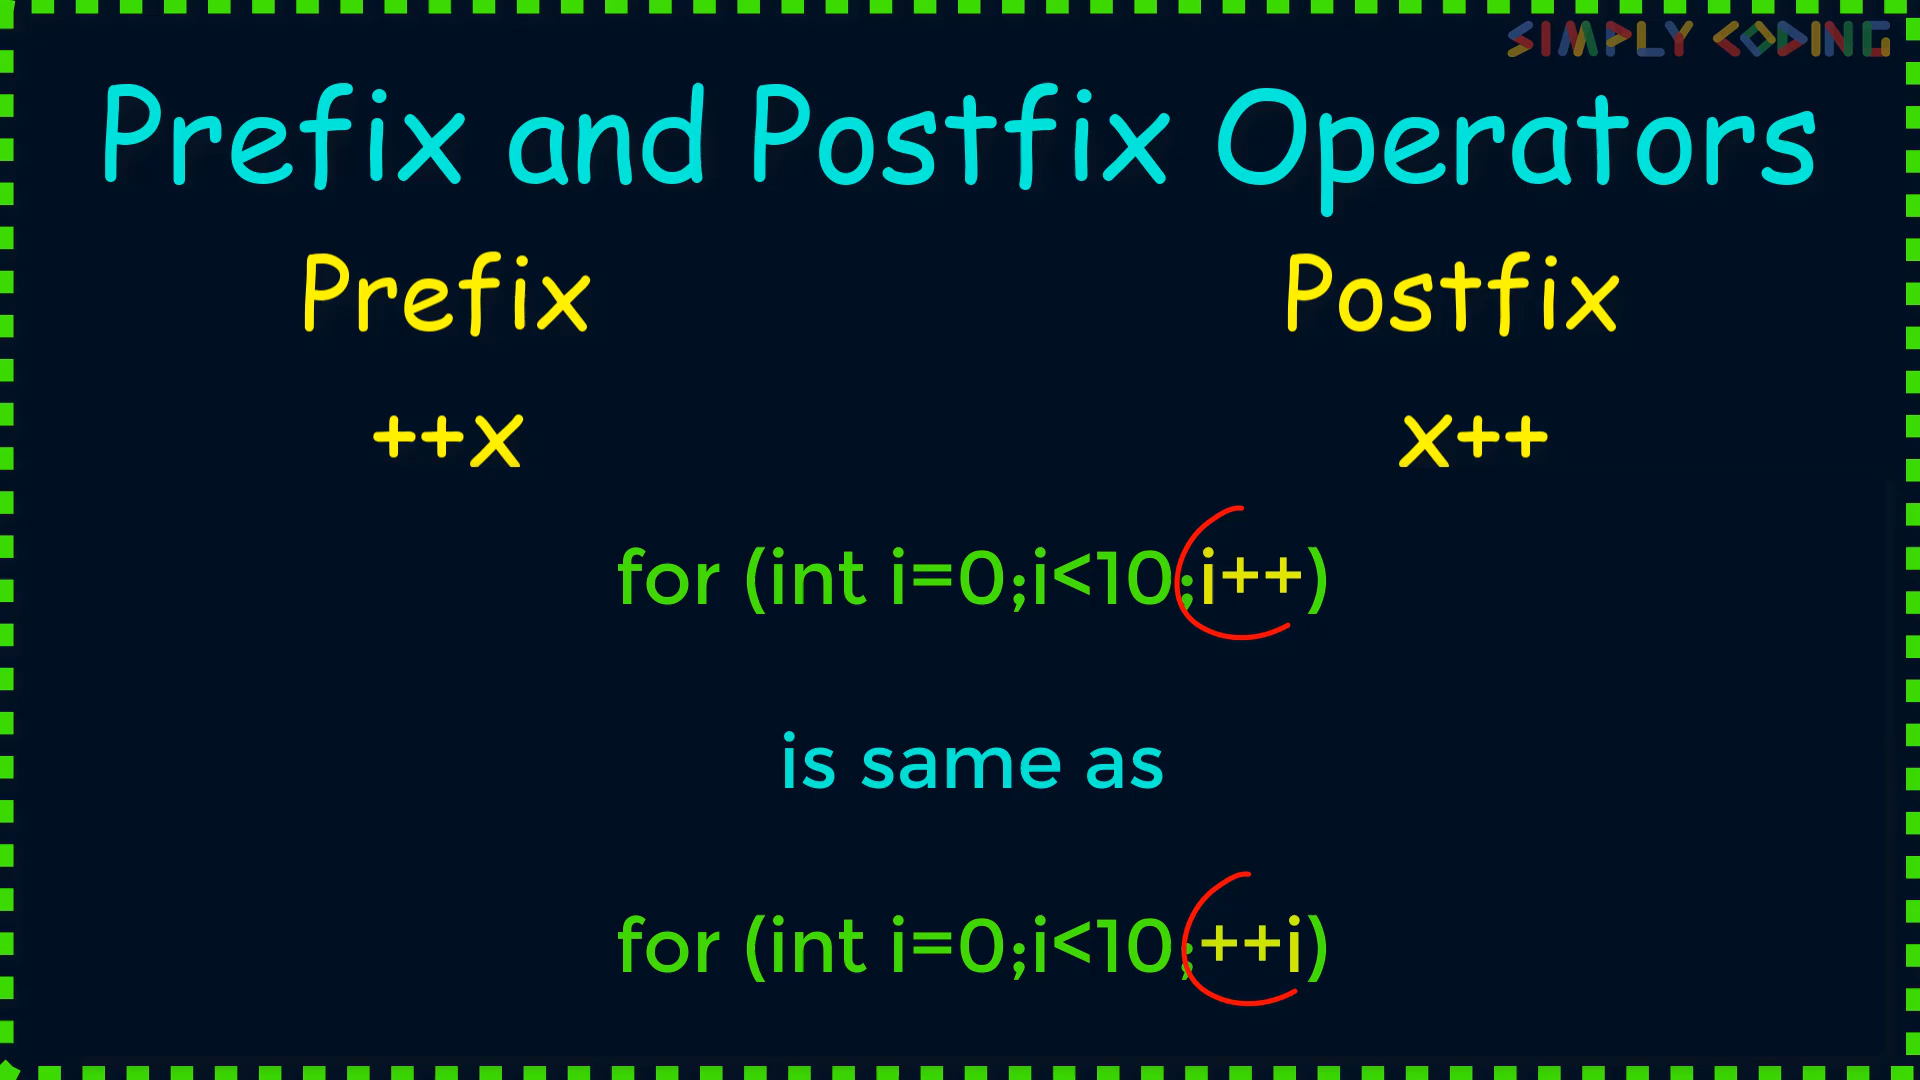 SIMPLY CODING
Prefix and Postfix Operators
Prefix
Postfix
++x
x++
for (int i=0;i<10;i++)
is same as
for (int i=0;i<10;++i)